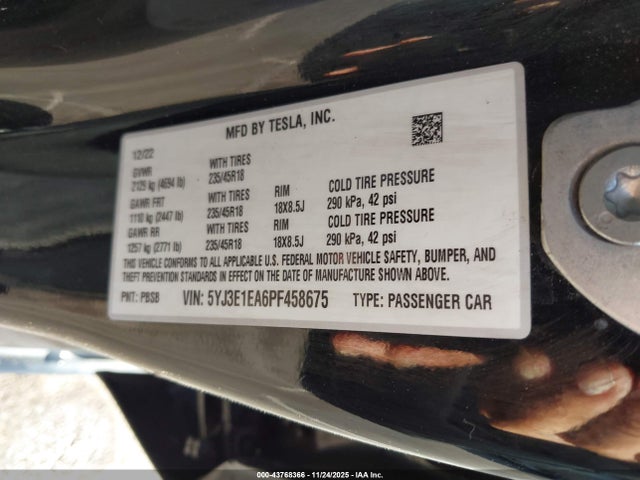 MFD BY TESLA, INC.
12/22
GVWR WITH TIRES
2125 kg (4694 lb) 235/45R18
GAWR FRT WITH TIRES RIM COLD TIRE PRESSURE
1110 kg (2447 lb) 235/45R18 18X8.5J 290 kPa, 42 psi
GAWR RR WITH TIRES RIM COLD TIRE PRESSURE
1257 kg (2771 lb) 235/45R18 18X8.5J 290 kPa, 42 psi
THIS VEHICLE CONFORMS TO ALL APPLICABLE U.S. FEDERAL MOTOR VEHICLE SAFETY, BUMPER, AND
THEFT PREVENTION STANDARDS IN EFFECT ON THE DATE OF MANUFACTURE SHOWN ABOVE.
PNT: PBSB VIN: 5YJ3E1EA6PF458675 TYPE: PASSENGER CAR
000-43768366 - 11/24/2025 - IAA Inc.